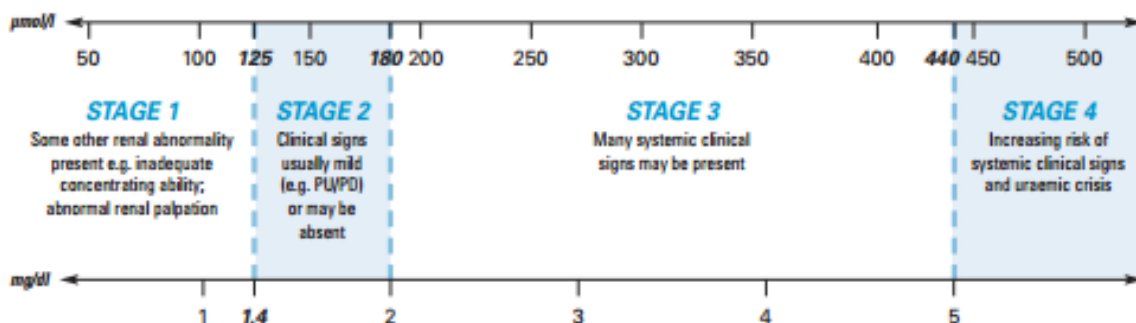 µmol/l
50 100 125 150 180 200 250 300 350 400 440 450 500
STAGE 1
Some other renal abnormality
present e.g. inadequate
concentrating ability;
abnormal renal palpation
STAGE 2
Clinical signs
usually mild
(e.g. PU/PD)
or may be
absent
STAGE 3
Many systemic clinical
signs may be present
STAGE 4
Increasing risk of
systemic clinical signs
and uraemic crisis
mg/dl
1 1.4 2 3 4 5